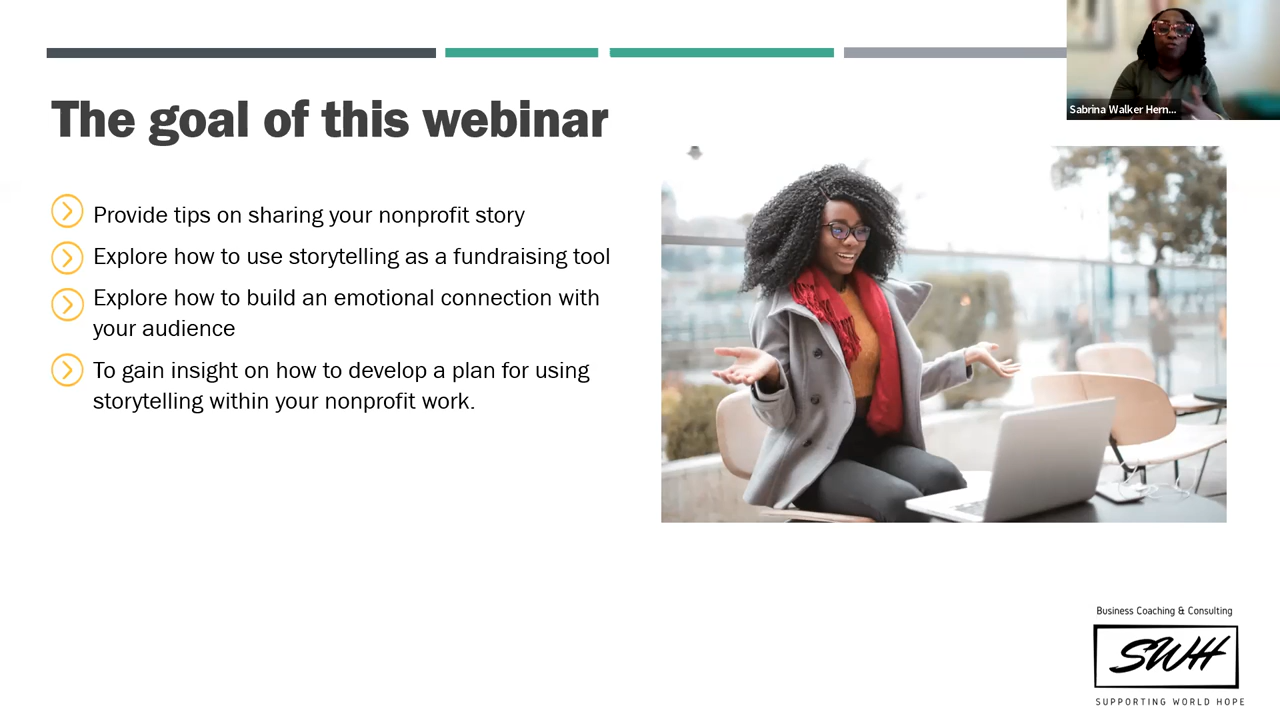 Sabrina Walker Hern...
The goal of this webinar
Provide tips on sharing your nonprofit story
Explore how to use storytelling as a fundraising tool
Explore how to build an emotional connection with
your audience
To gain insight on how to develop a plan for using
storytelling within your nonprofit work.
Business Coaching & Consulting
SWH
SUPPORTING WORLD HOPE